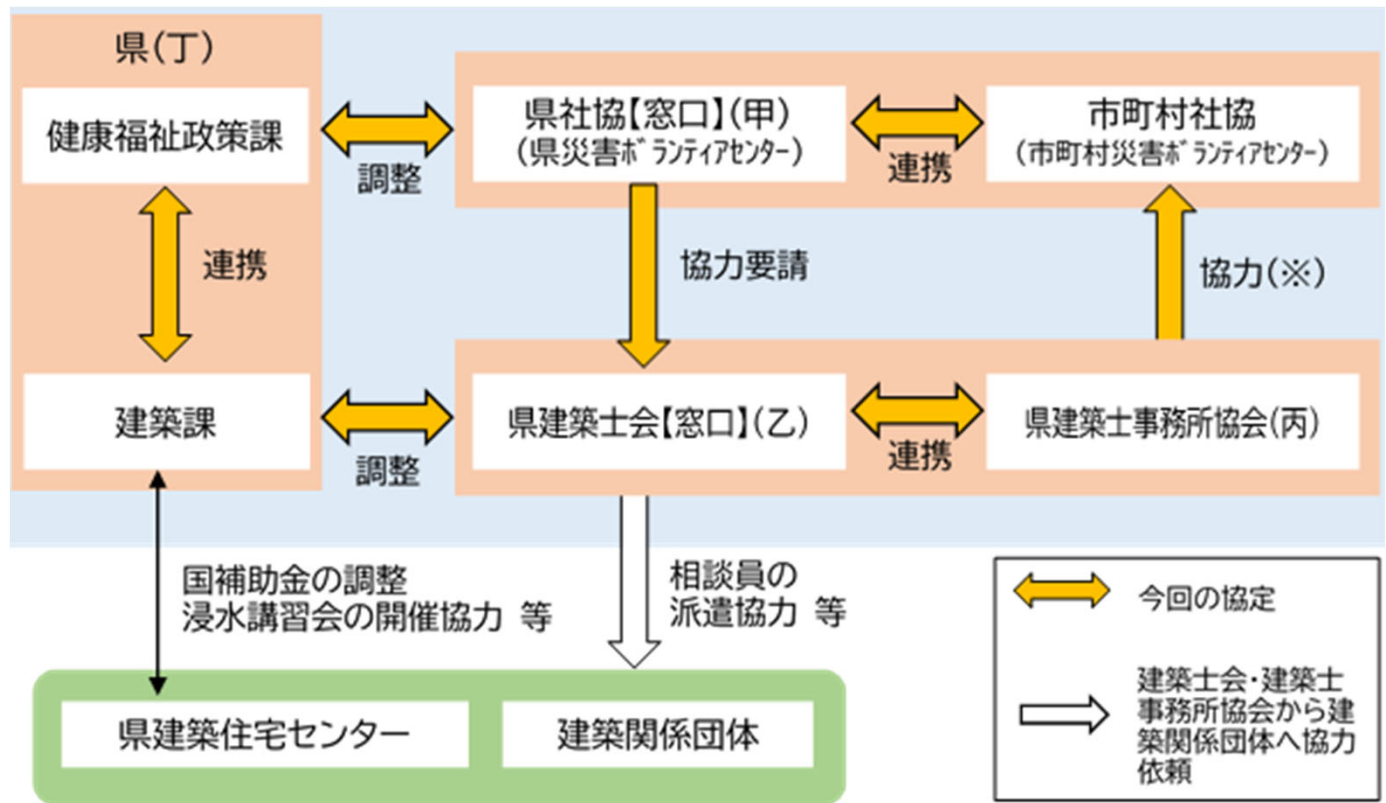 県(丁)
健康福祉政策課
調整
県社協【窓口】(甲)
(県災害ﾎﾞﾗﾝﾃｨｱｾﾝﾀｰ)
連携
市町村社協
(市町村災害ﾎﾞﾗﾝﾃｨｱｾﾝﾀｰ)
連携
協力要請
協力(※)
建築課
調整
県建築士会【窓口】(乙)
連携
県建築士事務所協会(丙)
国補助金の調整
浸水講習会の開催協力 等
相談員の
派遣協力 等
県建築住宅センター
建築関係団体
今回の協定
建築士会・建築士
事務所協会から建
築関係団体へ協力
依頼